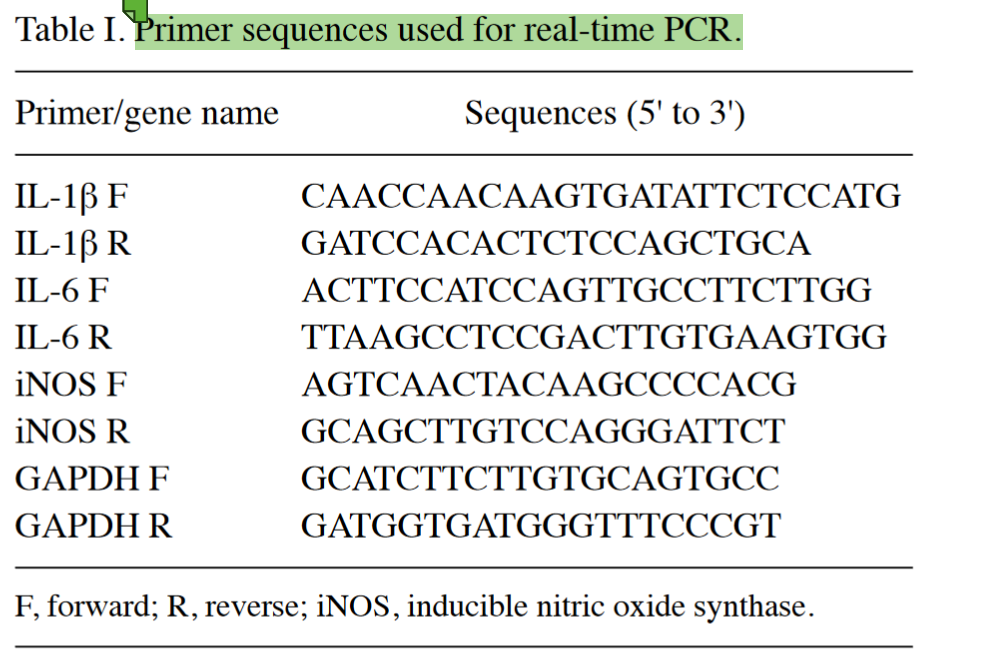 Table I. Primer sequences used for real-time PCR.
Primer/gene name Sequences (5' to 3')
IL-1β F CAACCAACAAGTGATATTCTCCATG
IL-1β R GATCCACACTCTCCAGCTGCA
IL-6 F ACTTCCATCCAGTTGCCTTCTTGG
IL-6 R TTAAGCCTCCGACTTGTGAAGTGG
iNOS F AGTCAACTACAAGCCCCACG
iNOS R GCAGCTTGTCCAGGGATTCT
GAPDH F GCATCTTCTTGTGCAGTGCC
GAPDH R GATGGTGATGGGTTTCCCGT
F, forward; R, reverse; iNOS, inducible nitric oxide synthase.